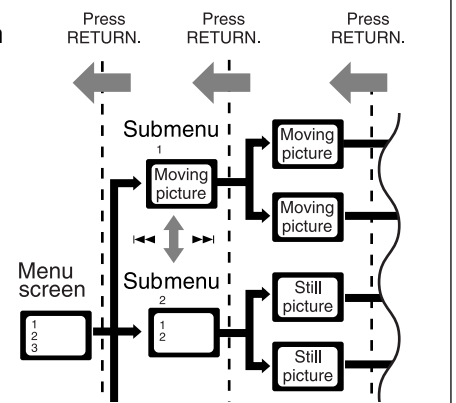 Press
RETURN.
Press
RETURN.
Press
RETURN.
Submenu
1
Moving
picture
Moving
picture
Moving
picture
Menu
screen
1
2
3
Submenu
2
1
2
Still
picture
Still
picture